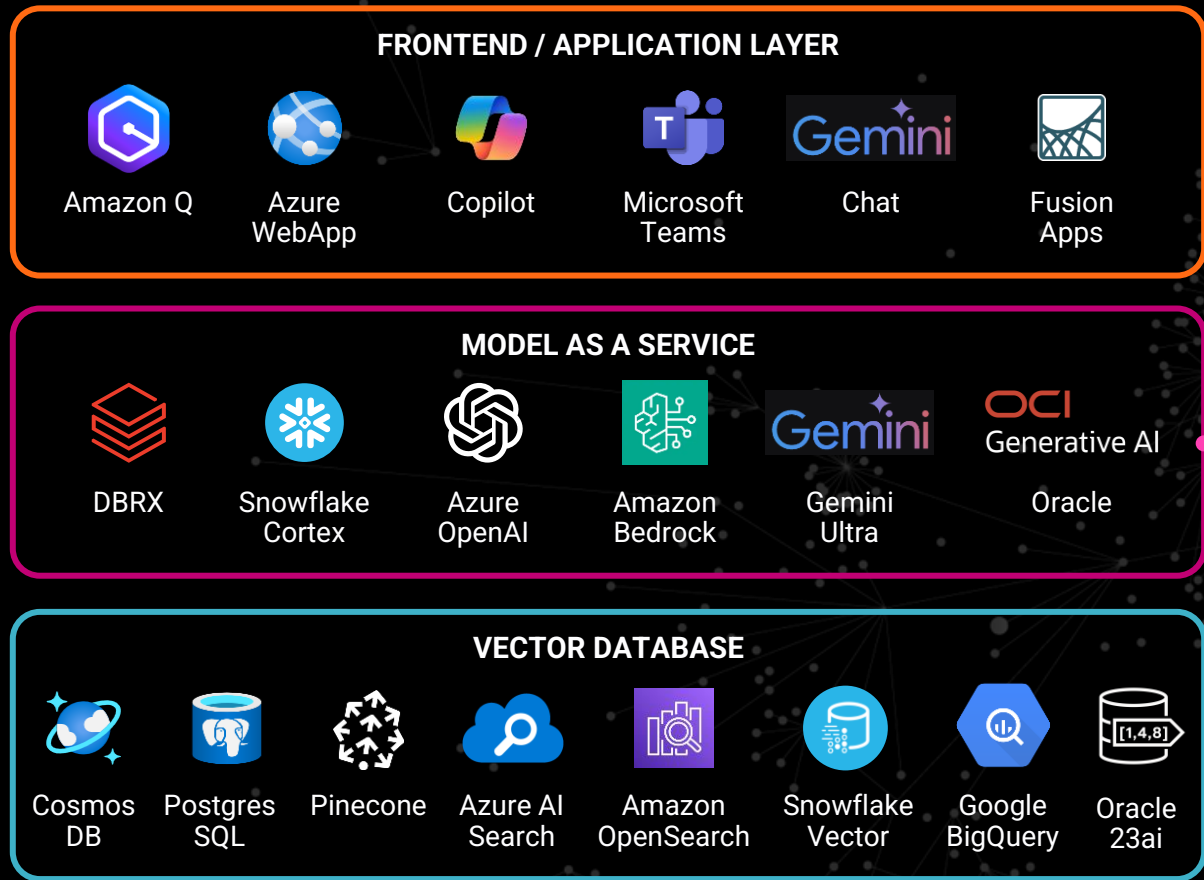 FRONTEND / APPLICATION LAYER
T
Gemini
Amazon Q
Azure
WebApp
Copilot
Microsoft
Teams
Chat
Fusion
Apps
MODEL AS A SERVICE
Gemini
OCI
Generative AI
DBRX
Snowflake
Cortex
Azure
OpenAI
Amazon
Bedrock
Gemini
Ultra
Oracle
VECTOR DATABASE
[1,4,8]
Cosmos
DB
Postgres
SQL
Pinecone
Azure AI
Search
Amazon
OpenSearch
Snowflake
Vector
Google
BigQuery
Oracle
23ai